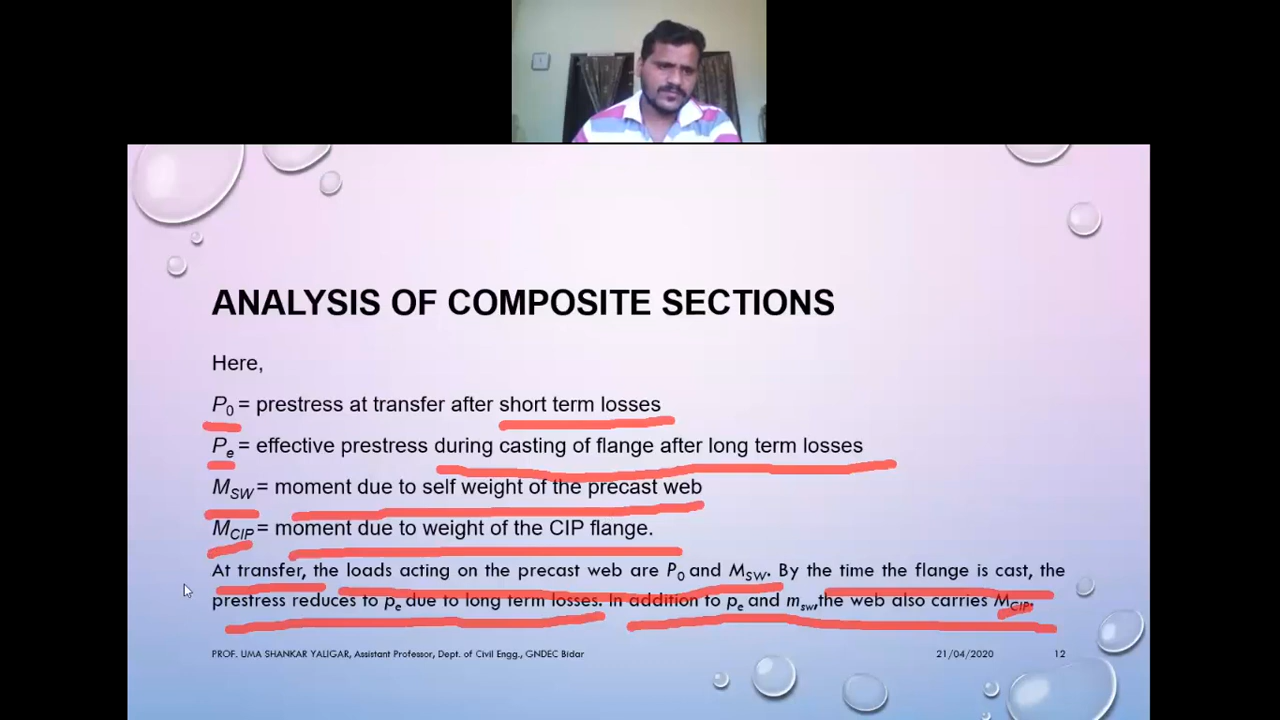 ANALYSIS OF COMPOSITE SECTIONS
Here,
P0 = prestress at transfer after short term losses
Pe = effective prestress during casting of flange after long term losses
MSW = moment due to self weight of the precast web
MCIP = moment due to weight of the CIP flange.
At transfer, the loads acting on the precast web are P0 and MSW. By the time the flange is cast, the
prestress reduces to pe due to long term losses. In addition to pe and msw,the web also carries MCIP.
PROF. UMA SHANKAR YALIGAR, Assistant Professor, Dept. of Civil Engg., GNDEC Bidar 21/04/2020 12